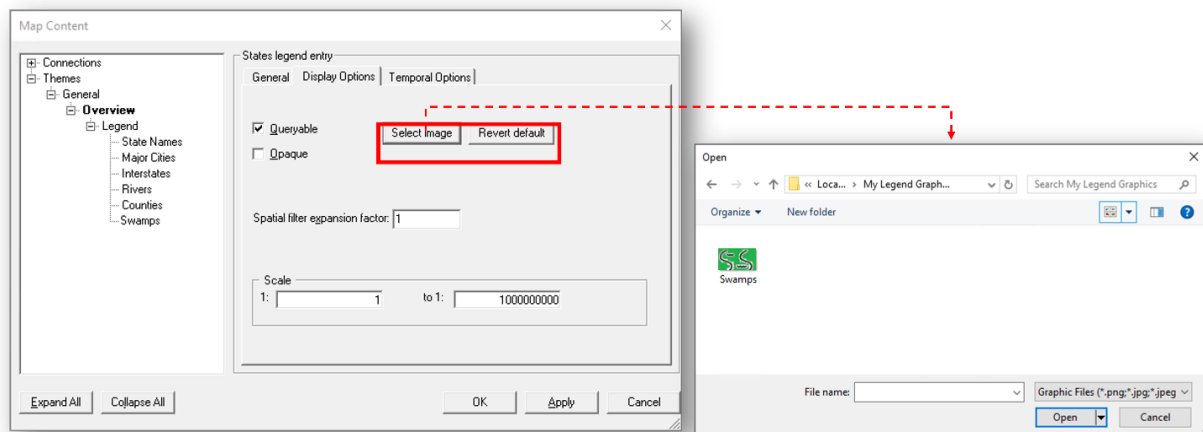 Map Content
Connections
Themes
General
Overview
Legend
State Names
Major Cities
Interstates
Rivers
Counties
Swamps
States legend entry
General Display Options Temporal Options
Queryable
Opaque
Select Image Revert default
Spatial filter expansion factor: 1
Scale
1: 1 to 1: 1000000000
Expand All Collapse All OK Apply Cancel
Open
« Loca... › My Legend Graph... Search My Legend Graphics
Organize New folder
Swamps
File name: Graphic Files (*.png;*.jpg;*.jpeg
Open Cancel